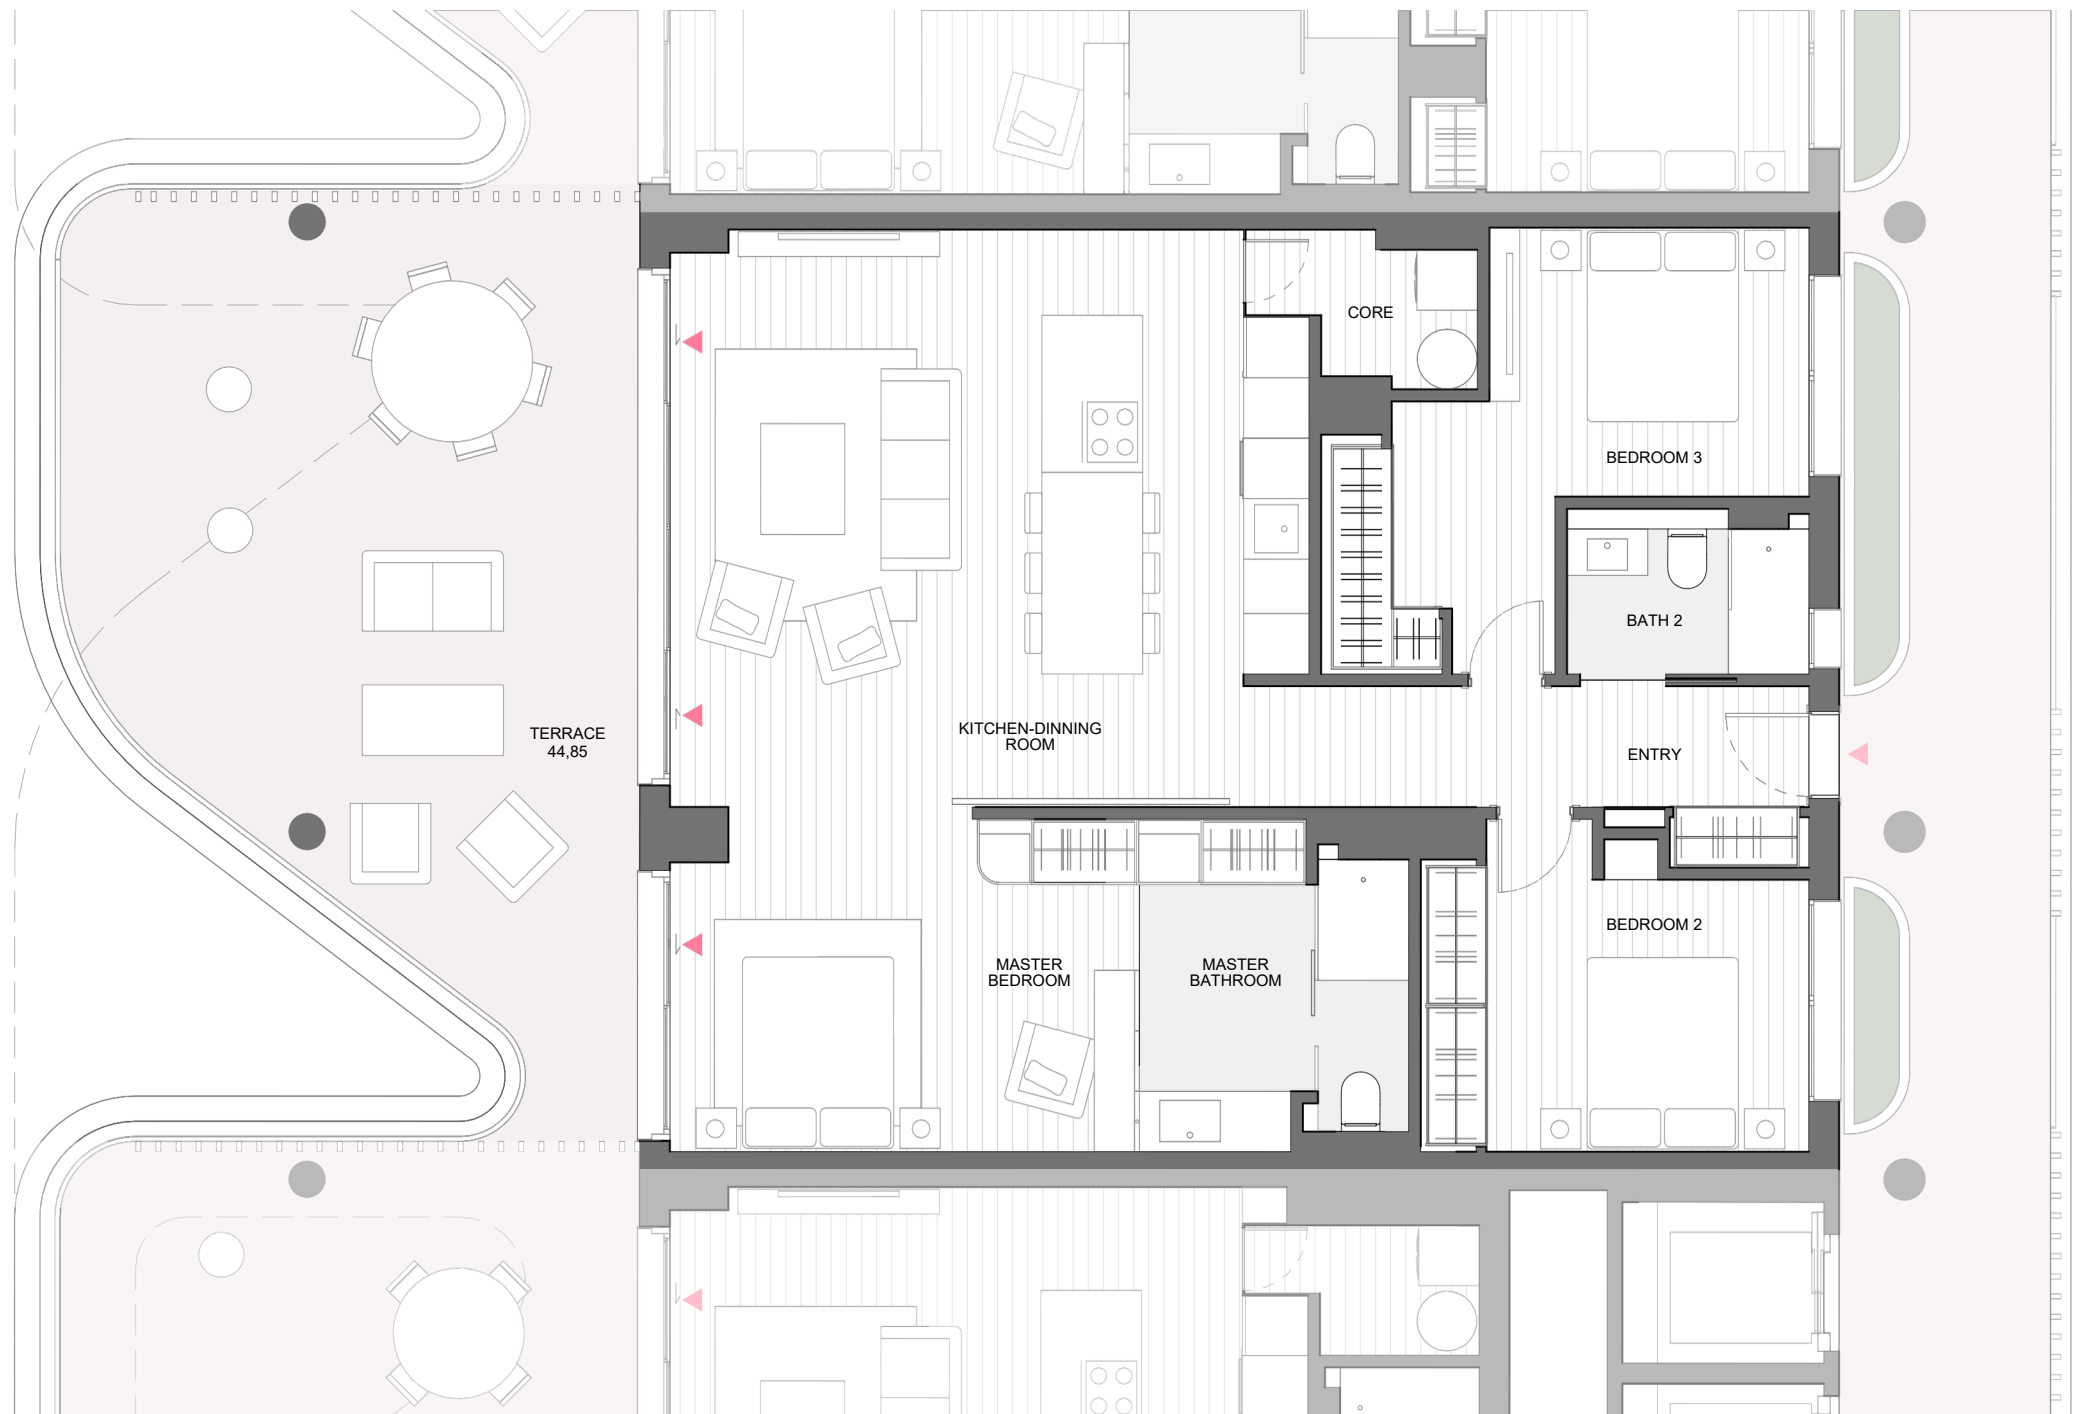 CORE
BEDROOM 3
BATH 2
TERRACE
44,85
KITCHEN-DINNING
ROOM
ENTRY
BEDROOM 2
MASTER
BEDROOM
MASTER
BATHROOM